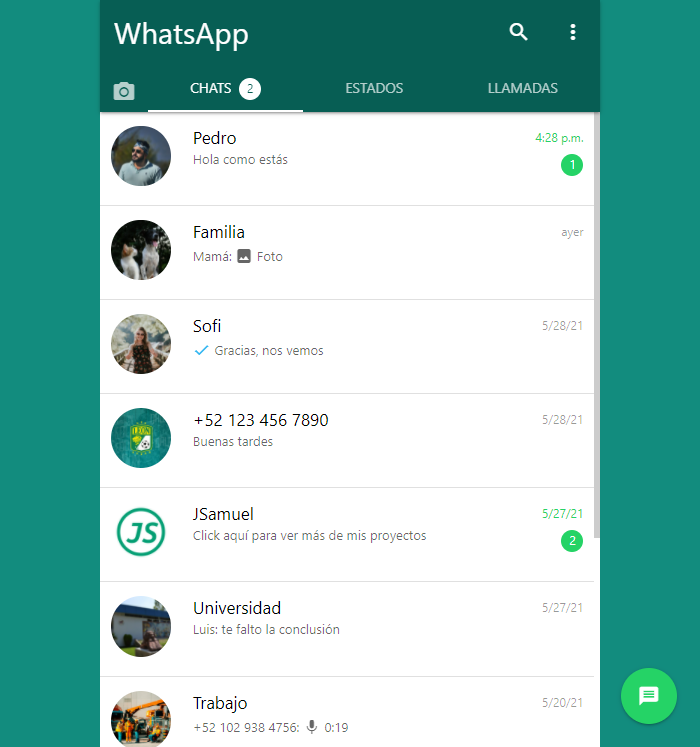 WhatsApp
CHATS 2 ESTADOS LLAMADAS
Pedro 4:28 p.m.
Hola como estás 1
Familia ayer
Mamá: Foto
Sofi 5/28/21
Gracias, nos vemos
LEON
+52 123 456 7890 5/28/21
Buenas tardes
JS
JSamuel 5/27/21
Click aquí para ver más de mis proyectos 2
Universidad 5/27/21
Luis: te falto la conclusión
Trabajo 5/20/21
+52 102 938 4756: 0:19